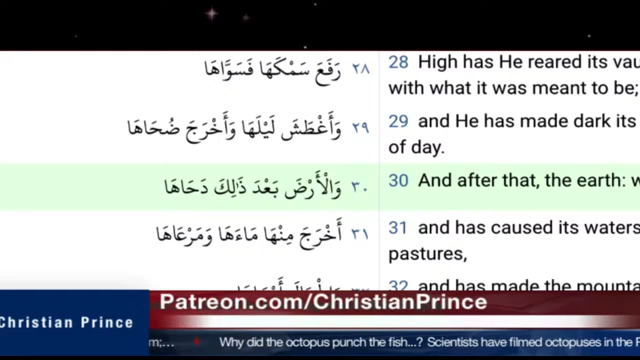 ٢٨ رَفَعَ سَمْكَهَا فَسَوَّاهَا
28 High has He reared its
with what it was meant to be;
٢٩ وَأَغْطَشَ لَيْلَهَا وَأَخْرَجَ ضُحَاهَا
29 and He has made dark its
of day.
٣٠ وَالْأَرْضَ بَعْدَ ذَٰلِكَ دَحَاهَا
30 And after that, the earth:
٣١ أَخْرَجَ مِنْهَا مَاءَهَا وَمَرْعَاهَا
31 and has caused its waters
pastures,
32 and has made the
Patreon.com/ChristianPrince
Christian Prince
Why did the octopus punch the fish...? Scientists have filmed octopuses in the